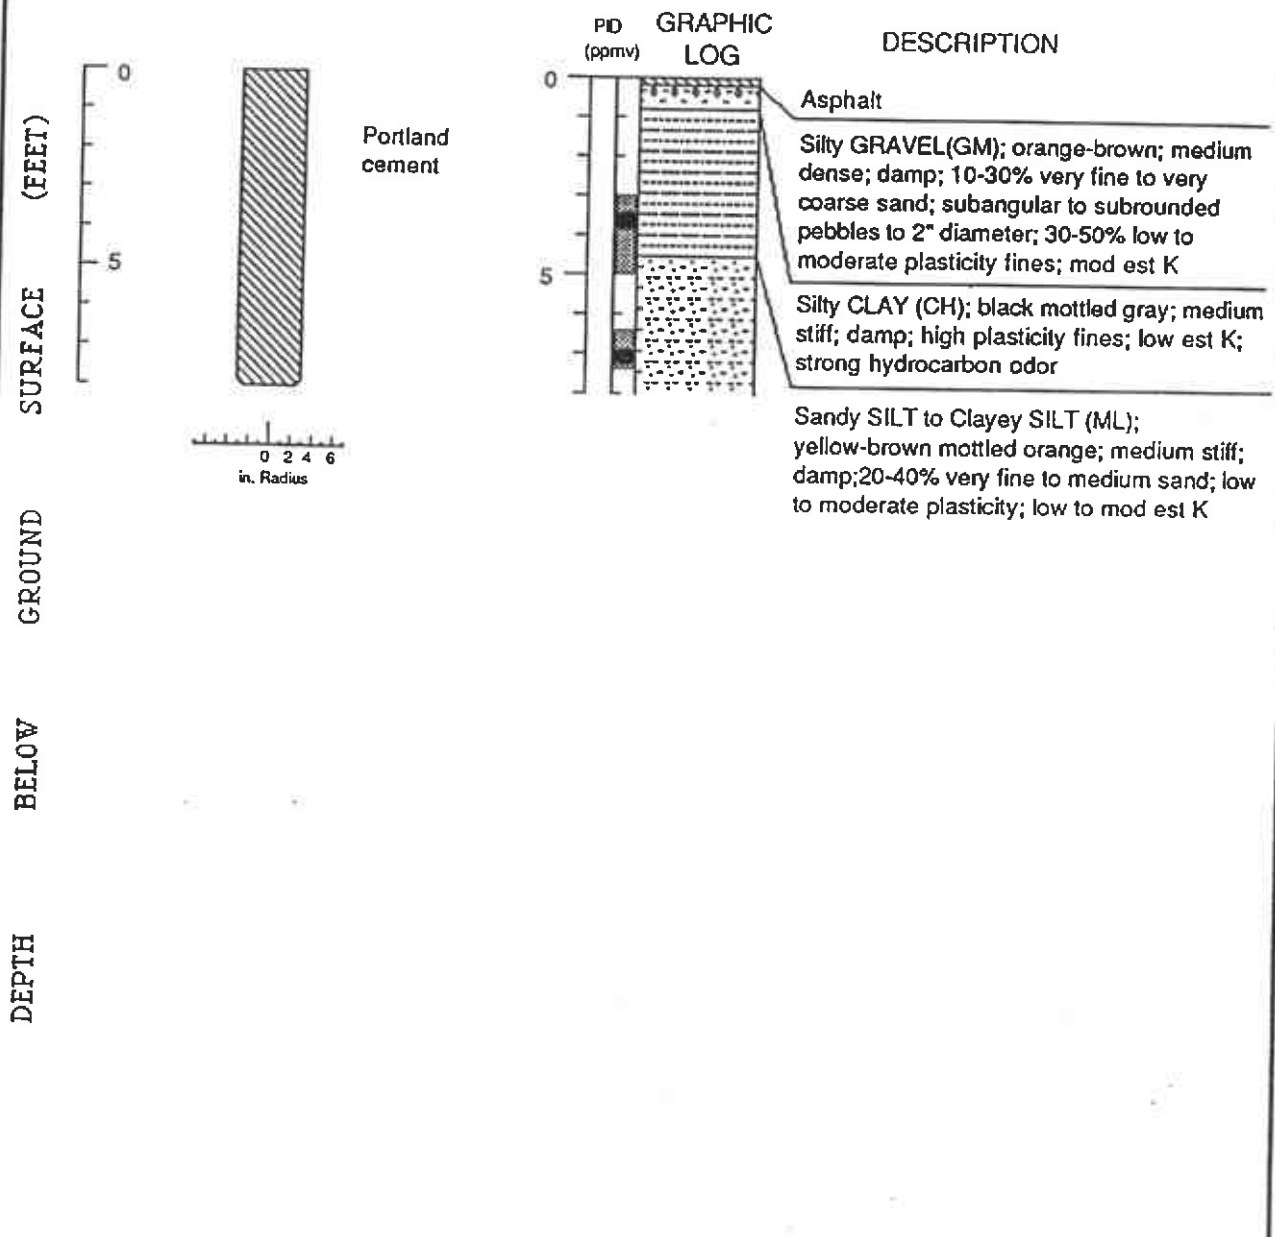 PID
(ppmv)
GRAPHIC
LOG
DESCRIPTION
0
5
Portland
cement
0 2 4 6
in. Radius
0
5
Asphalt
Silty GRAVEL(GM); orange-brown; medium
dense; damp; 10-30% very fine to very
coarse sand; subangular to subrounded
pebbles to 2" diameter; 30-50% low to
moderate plasticity fines; mod est K
Silty CLAY (CH); black mottled gray; medium
stiff; damp; high plasticity fines; low est K;
strong hydrocarbon odor
Sandy SILT to Clayey SILT (ML);
yellow-brown mottled orange; medium stiff;
damp;20-40% very fine to medium sand; low
to moderate plasticity; low to mod est K
DEPTH BELOW GROUND SURFACE (FEET)